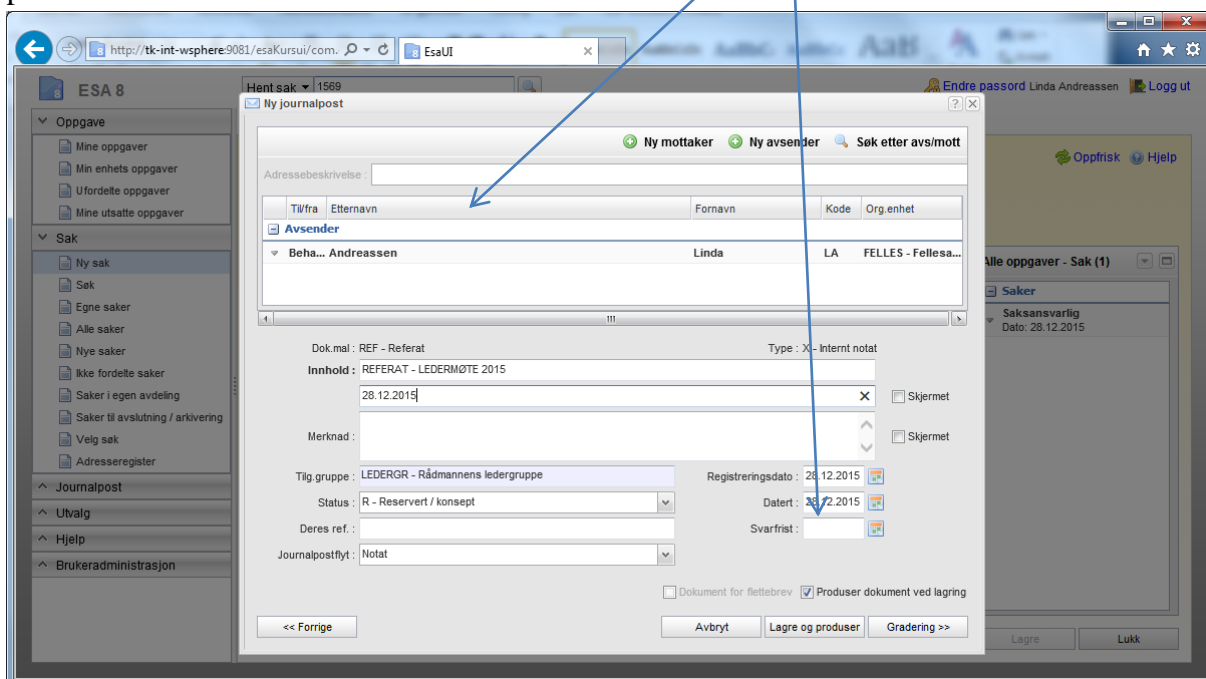 http://tk-int-wsphere:9081/esaKursui/com.
EsaUI
ESA 8
Hent sak 1569
Endre passord Linda Andreassen Logg ut
Ny journalpost
Oppgave
Mine oppgaver
Min enhets oppgaver
Ufordelte oppgaver
Mine utsatte oppgaver
Sak
Ny sak
Søk
Egne saker
Alle saker
Nye saker
Ikke fordelte saker
Saker i egen avdeling
Saker til avslutning / arkivering
Velg søk
Adresseregister
Journalpost
Utvalg
Hjelp
Brukeradministrasjon
Ny mottaker Ny avsender Søk etter avs/mott
Adressebeskrivelse :
Til/fra Etternavn Fornavn Kode Org.enhet
Avsender
Beha... Andreassen Linda LA FELLES - Fellesa...
Dok.mal : REF - Referat Type : X - Internt notat
Innhold : REFERAT - LEDERMØTE 2015
28.12.2015 Skjermet
Merknad : Skjermet
Tilg.gruppe : LEDERGR - Rådmannens ledergruppe Registreringsdato : 28.12.2015
Status : R - Reservert / konsept Datert : 28.12.2015
Deres ref. : Svarfrist :
Journalpostflyt : Notat
Dokument for flettebrev Produser dokument ved lagring
<< Forrige Avbryt Lagre og produser Gradering >>
Oppfrisk Hjelp
Alle oppgaver - Sak (1)
Saker
Saksansvarlig
Dato: 28.12.2015
Lagre Lukk